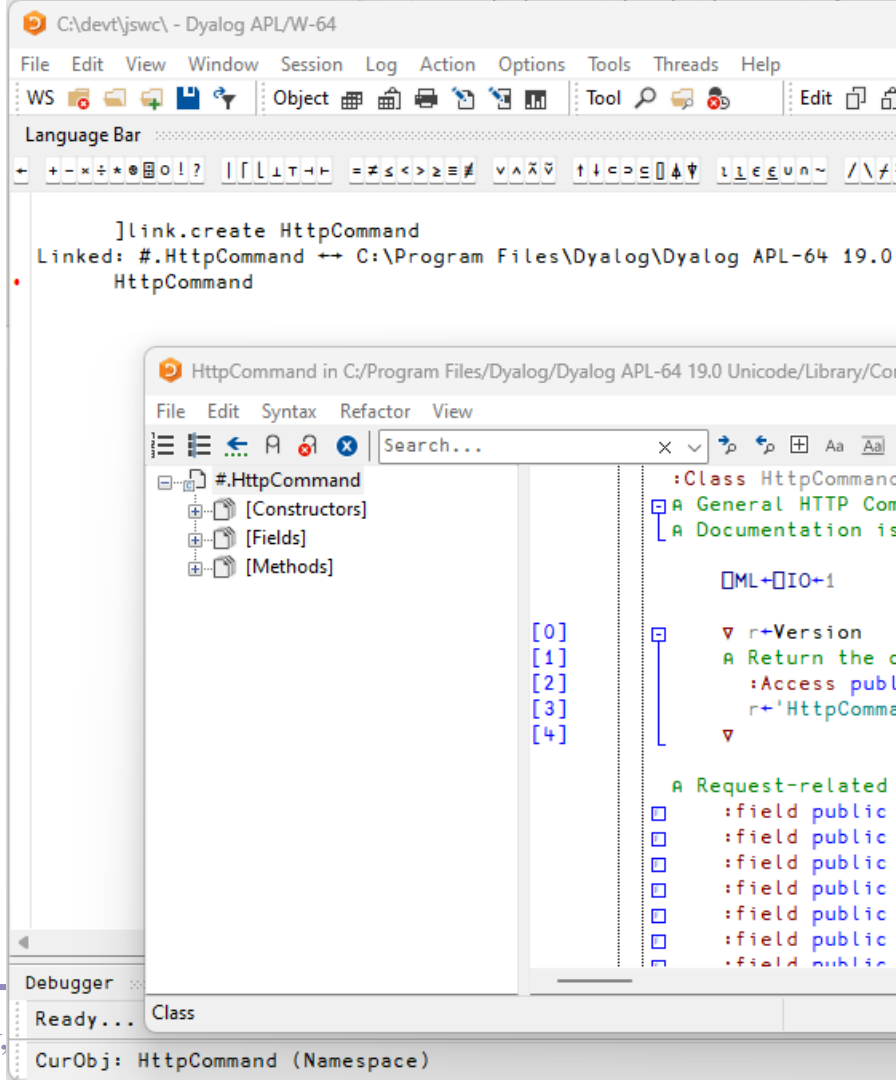 C:\devt\jswc\ - Dyalog APL/W-64
File Edit View Window Session Log Action Options Tools Threads Help
WS Object Tool Edit
Language Bar
← + - × ÷ * ⍟ ⌹ ○ ! ? | ⌈ ⌊ ⊥ ⊤ ⊣ ⊢ = ≠ ≤ < > ≥ ≡ ≢ ∨ ∧ ⍲ ⍱ ↑ ↓ ⊂ ⊃ ⊆ ⌷ ⍋ ⍒ ⍳ ⍸ ∊ ⍷ ∪ ∩ ~ / \ ⌿
]link.create HttpCommand
Linked: #.HttpCommand ←→ C:\Program Files\Dyalog\Dyalog APL-64 19.0
HttpCommand
HttpCommand in C:/Program Files/Dyalog/Dyalog APL-64 19.0 Unicode/Library/Co
File Edit Syntax Refactor View
Search...
Aa Aa
#.HttpCommand
[Constructors]
[Fields]
[Methods]
:Class HttpCommand
⍝ General HTTP Com
⍝ Documentation is
⎕ML←⎕IO←1
[0] ∇ r←Version
[1] ⍝ Return the c
[2] :Access publ
[3] r←'HttpComma
[4] ∇
⍝ Request-related
:field public
:field public
:field public
:field public
:field public
:field public
:field public
Debugger
Ready...
Class
CurObj: HttpCommand (Namespace)